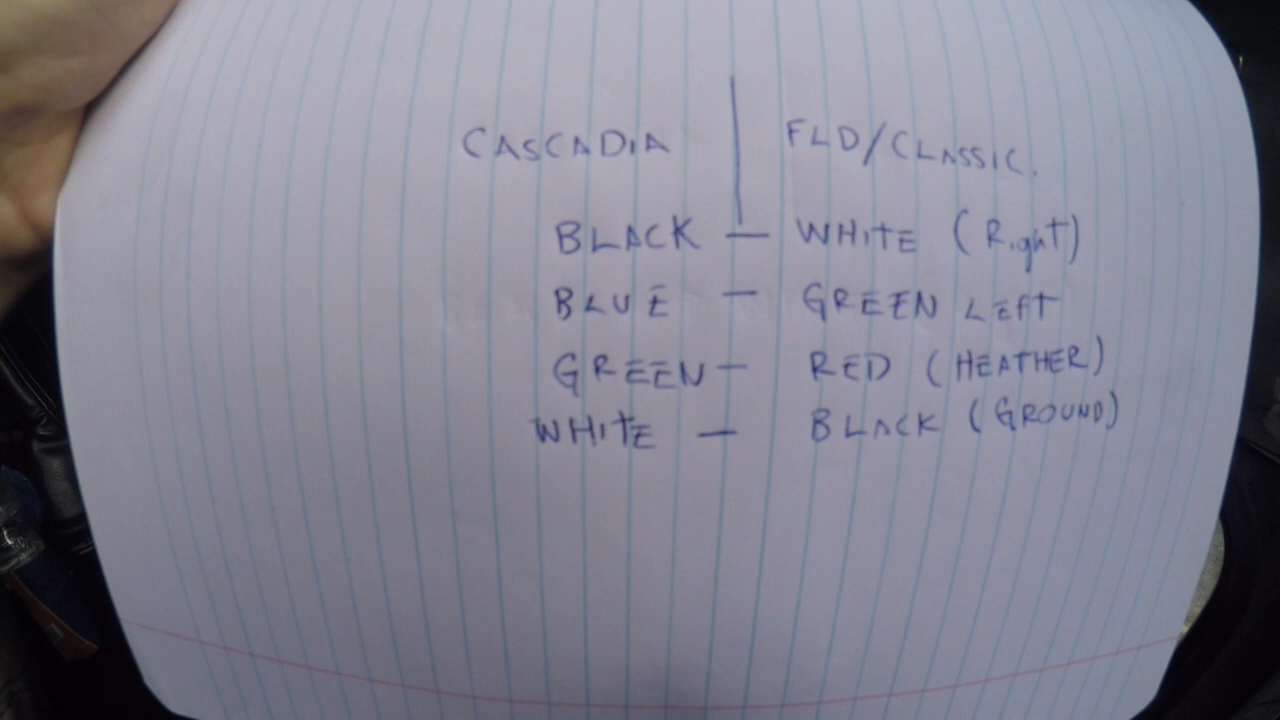 CASCADIA | FLD/CLASSIC.
BLACK — WHITE (Right)
BLUE — GREEN LEFT
GREEN — RED (HEATHER)
WHITE — BLACK (GROUND)